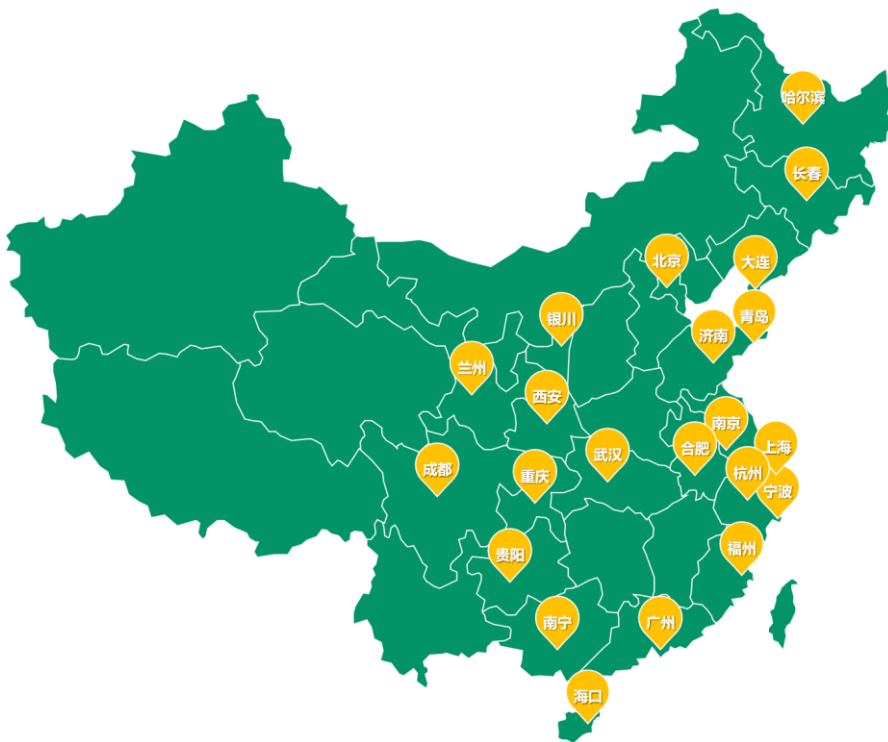 哈尔滨
长春
北京
大连
银川
青岛
济南
兰州
西安
南京
上海
合肥
武汉
成都
重庆
杭州
宁波
福州
贵阳
南宁
广州
海口